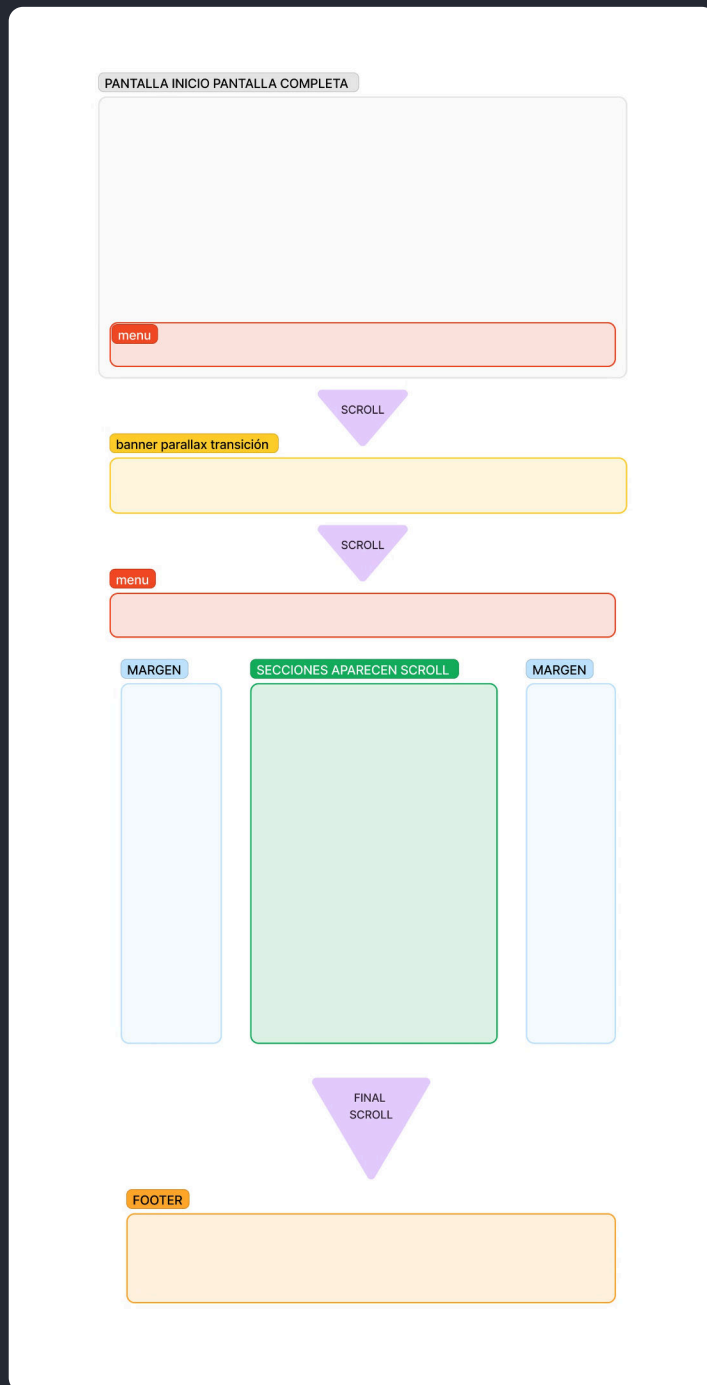 PANTALLA INICIO PANTALLA COMPLETA
menu
SCROLL
banner parallax transición
SCROLL
menu
MARGEN
SECCIONES APARECEN SCROLL
MARGEN
FINAL
SCROLL
FOOTER